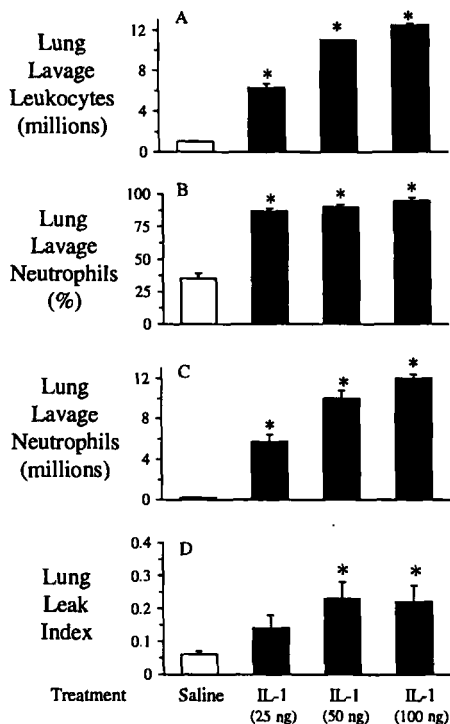 A
Lung
Lavage
Leukocytes
(millions)
12
8
4
0
* * *
B
Lung
Lavage
Neutrophils
(%)
100
75
50
25
0
* * *
C
Lung
Lavage
Neutrophils
(millions)
12
8
4
0
* * *
D
Lung
Leak
Index
0.4
0.3
0.2
0.1
0
* *
Treatment Saline IL-1 IL-1 IL-1
(25 ng) (50 ng) (100 ng)